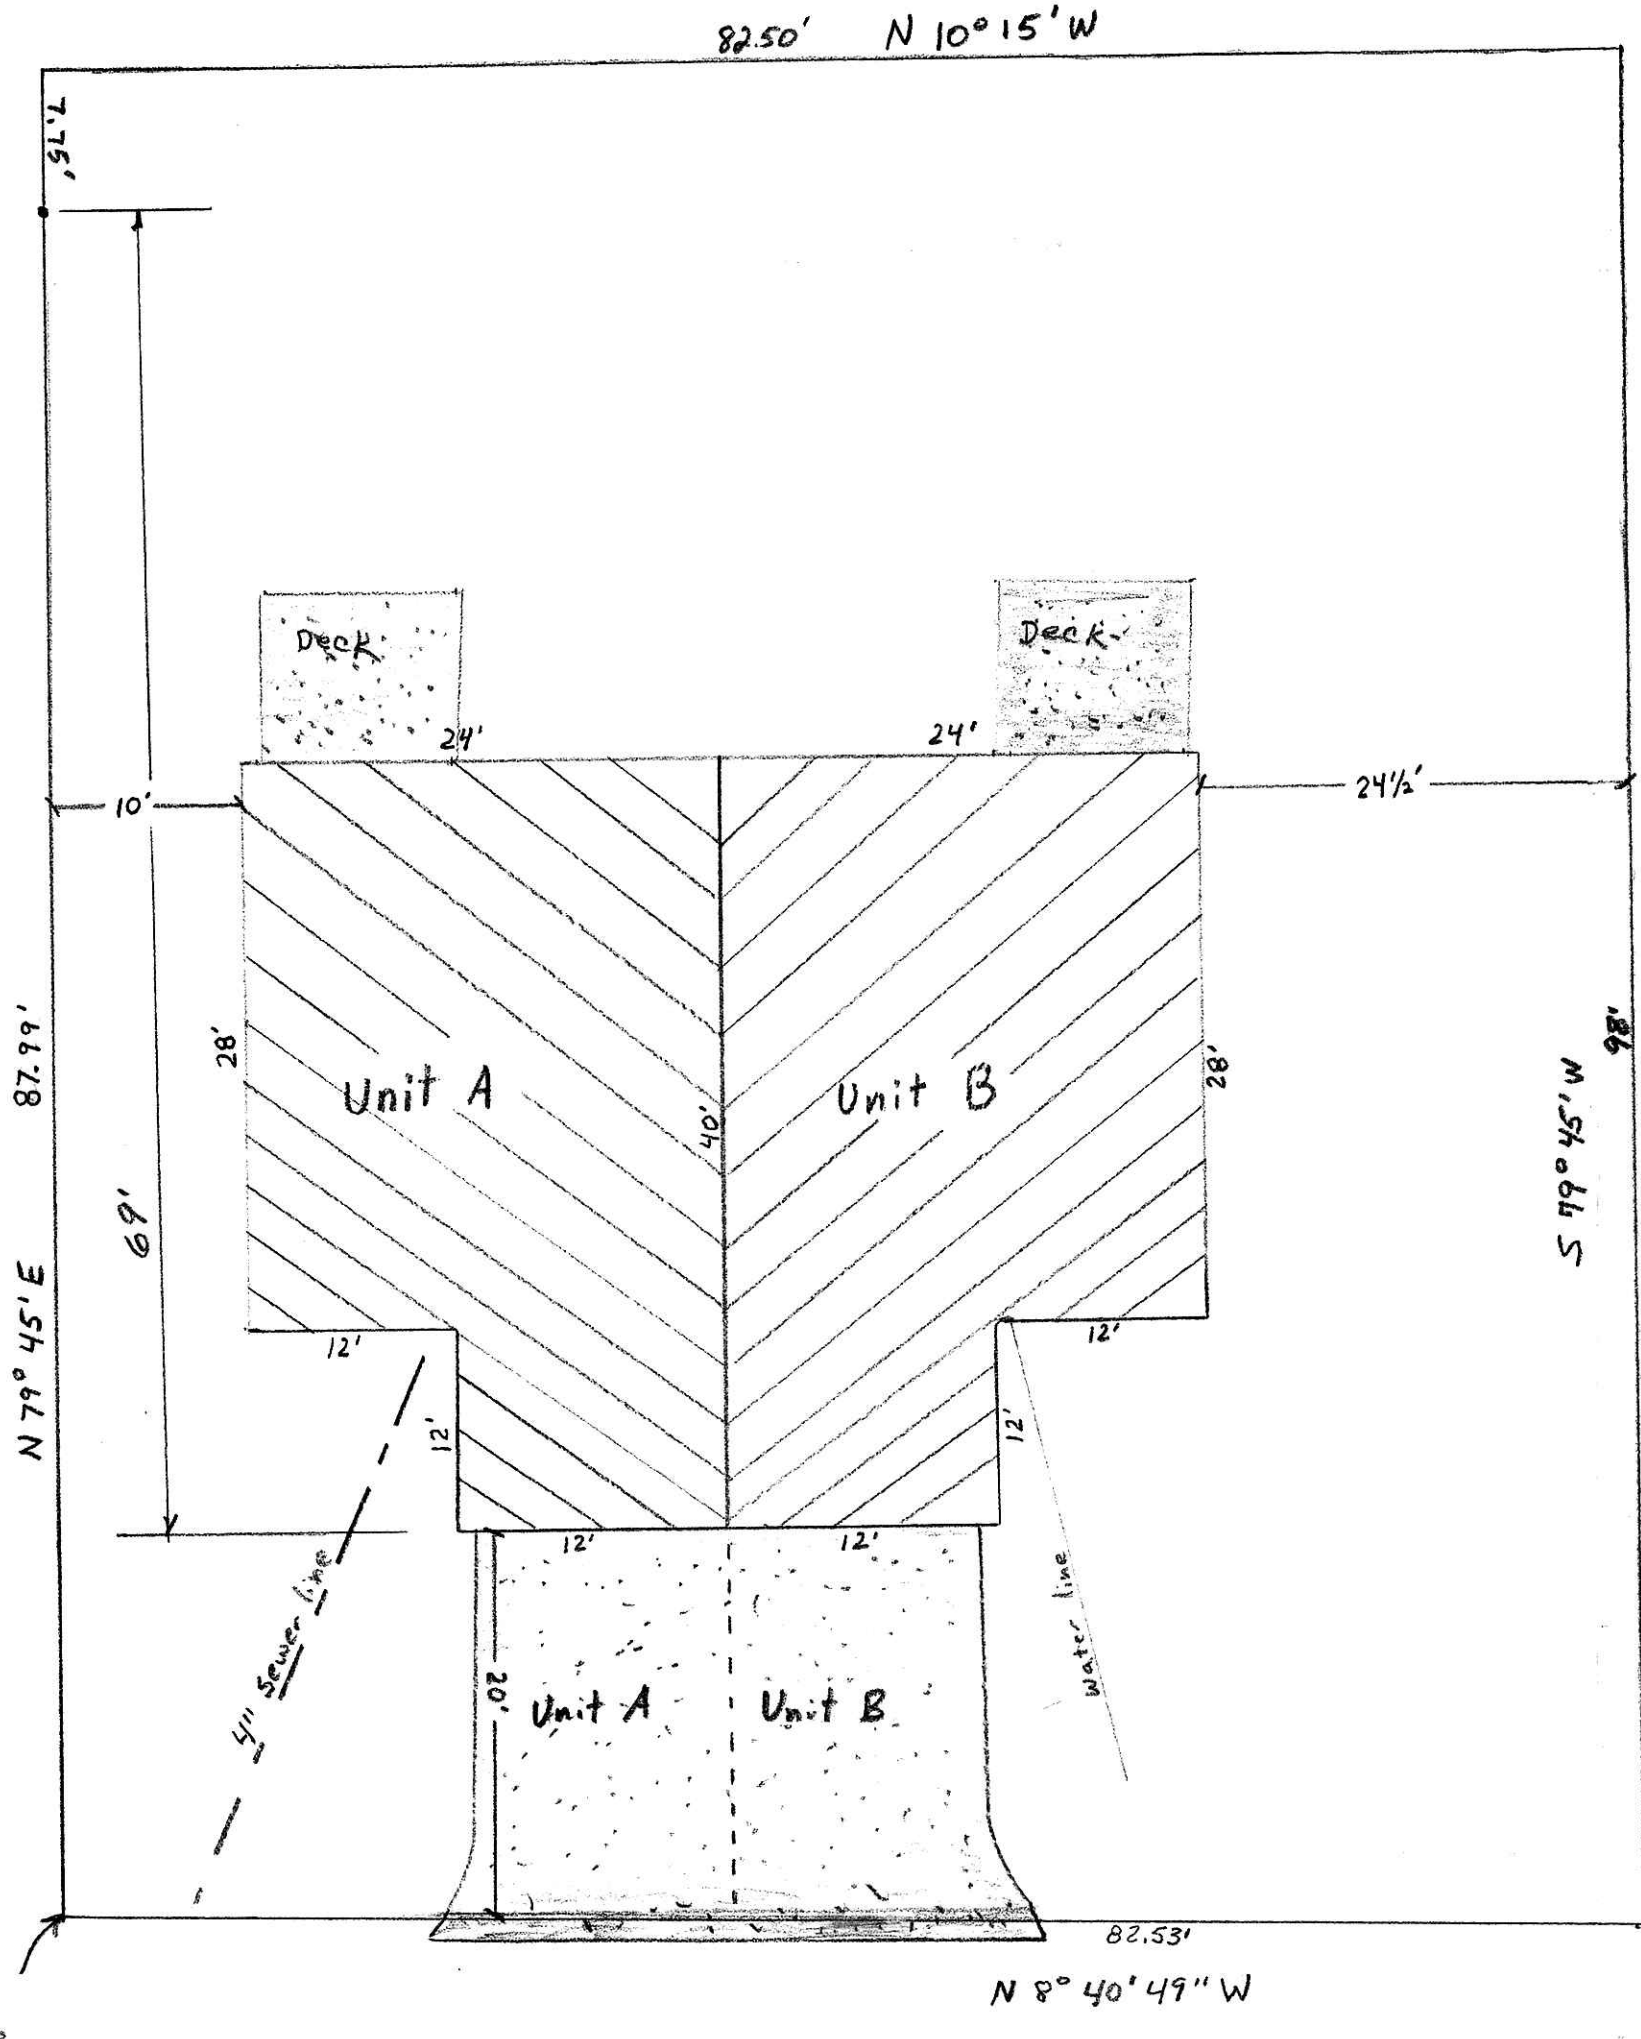 82.50' N 10° 15' W
7.75'
Deck
Deck
24'
24'
10'
24½'
87.99'
N 79° 45' E
69'
28'
Unit A
40'
Unit B
28'
98'
S 79° 45' W
12'
12'
12'
12'
12'
12'
4" Sewer line
20'
Unit A
Unit B
Water line
82.53'
N 8° 40' 49" W